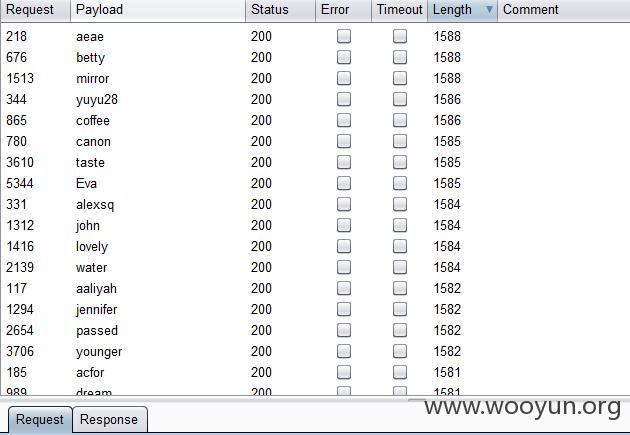 Request Payload Status Error Timeout Length Comment
218 aeae 200 1588
676 betty 200 1588
1513 mirror 200 1588
344 yuyu28 200 1586
865 coffee 200 1586
780 canon 200 1585
3610 taste 200 1585
5344 Eva 200 1585
331 alexsq 200 1584
1312 john 200 1584
1416 lovely 200 1584
2139 water 200 1584
117 aaliyah 200 1582
1294 jennifer 200 1582
2654 passed 200 1582
3706 younger 200 1582
185 acfor 200 1581
989 dream 200 1581
www.wooyun.org
Request Response